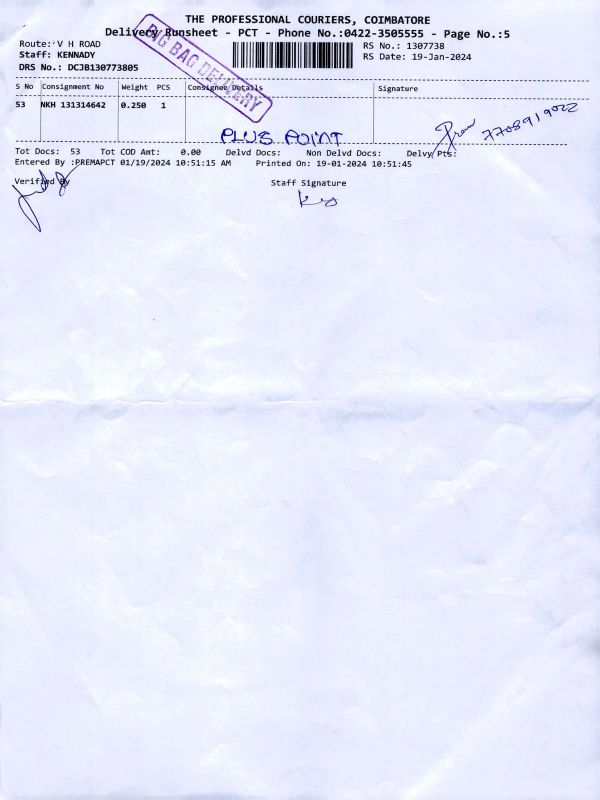 THE PROFESSIONAL COURIERS, COIMBATORE
Delivery Runsheet - PCT - Phone No.:0422-3505555 - Page No.:5
Route: V H ROAD
RS No.: 1307738
Staff: KENNADY
RS Date: 19-Jan-2024
DRS No.: DCJB130773805
BIG BAG DELIVERY
S No Consignment No Weight PCS Consignee Details Signature
53 NKH 131314642 0.250 1
PLUS POINT
7708919022
Tot Docs: 53 Tot COD Amt: 0.00 Delvd Docs: Non Delvd Docs: Delvy Pts:
Entered By :PREMAPCT 01/19/2024 10:51:15 AM Printed On: 19-01-2024 10:51:45
Verified By
Staff Signature